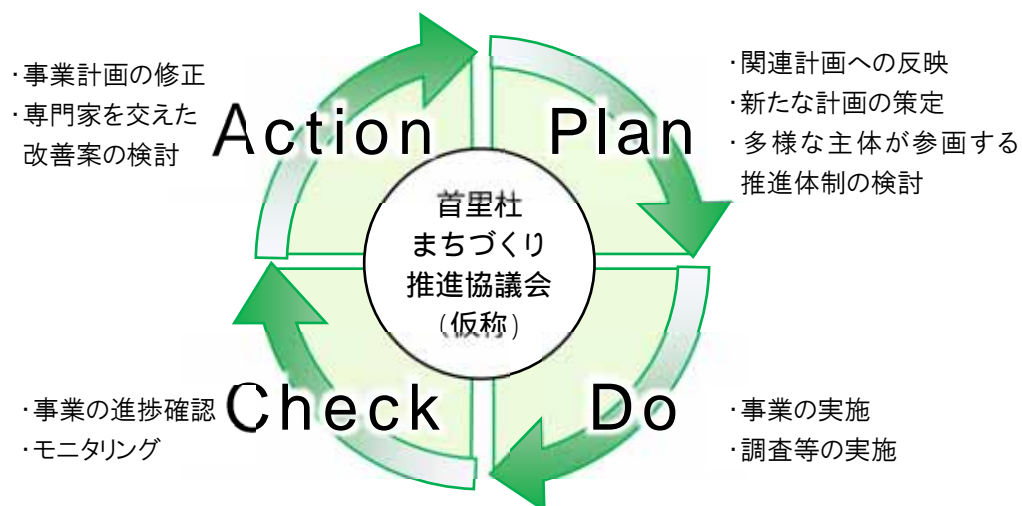 ・事業計画の修正
・専門家を交えた
改善案の検討
Action
Plan
・関連計画への反映
・新たな計画の策定
・多様な主体が参画する
推進体制の検討
首里杜
まちづくり
推進協議会
(仮称)
・事業の進捗確認
・モニタリング
Check
Do
・事業の実施
・調査等の実施